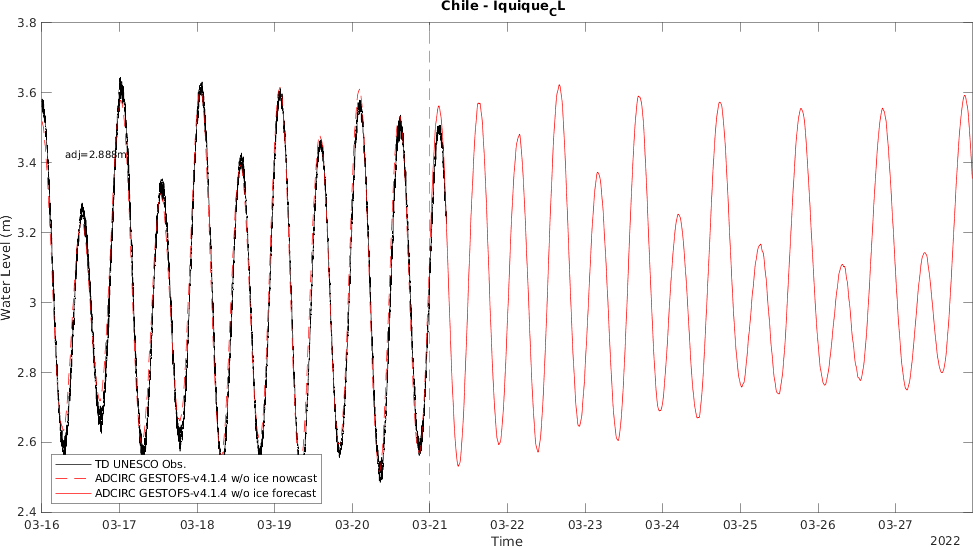 Chile - Iquique_CL
3.8
3.6
3.4
3.2
3
2.8
2.6
2.4
Water Level (m)
adj=2.888m
TD UNESCO Obs.
ADCIRC GESTOFS-v4.1.4 w/o ice nowcast
ADCIRC GESTOFS-v4.1.4 w/o ice forecast
03-16 03-17 03-18 03-19 03-20 03-21 03-22 03-23 03-24 03-25 03-26 03-27
Time
2022